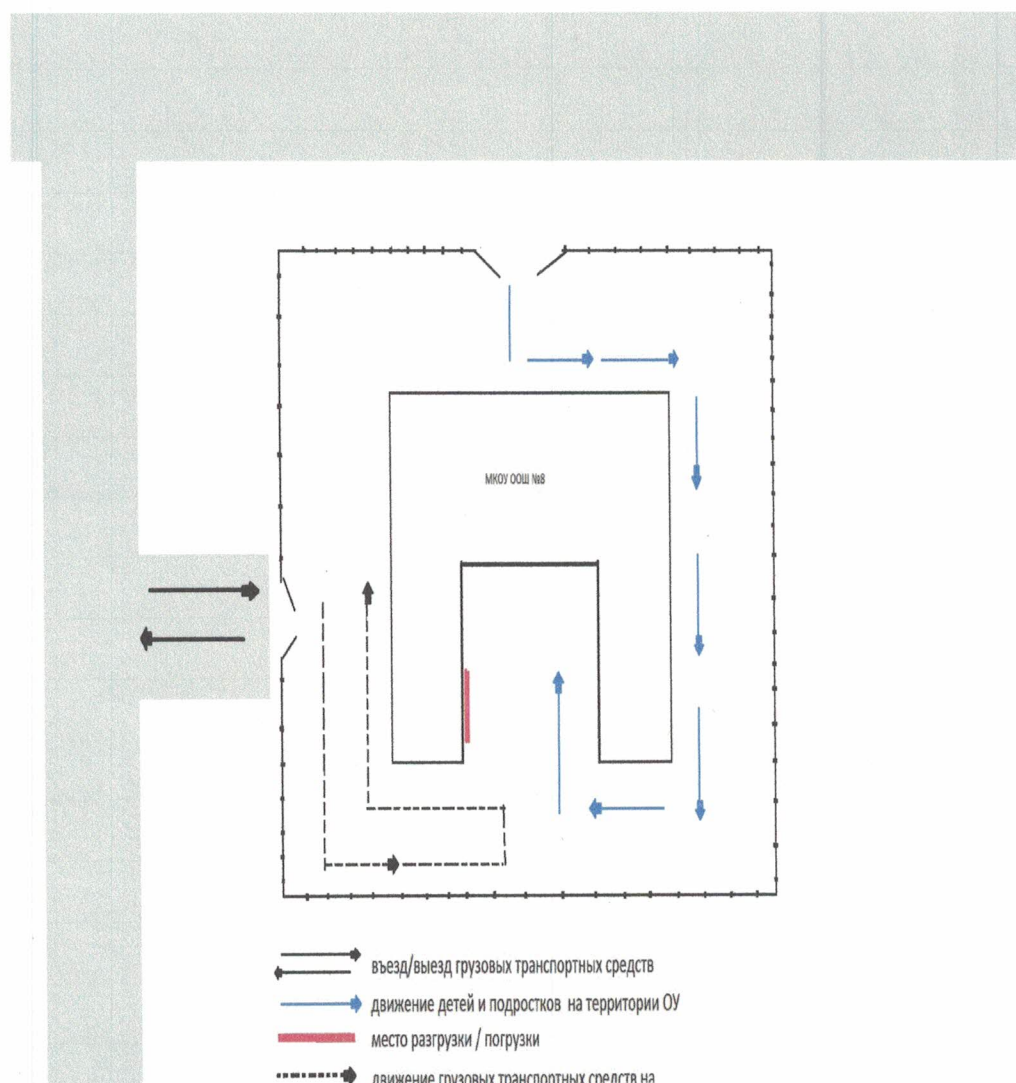 МКОУ ООШ №8
въезд/выезд грузовых транспортных средств
движение детей и подростков на территории ОУ
место разгрузки / погрузки
движение грузовых транспортных средств на